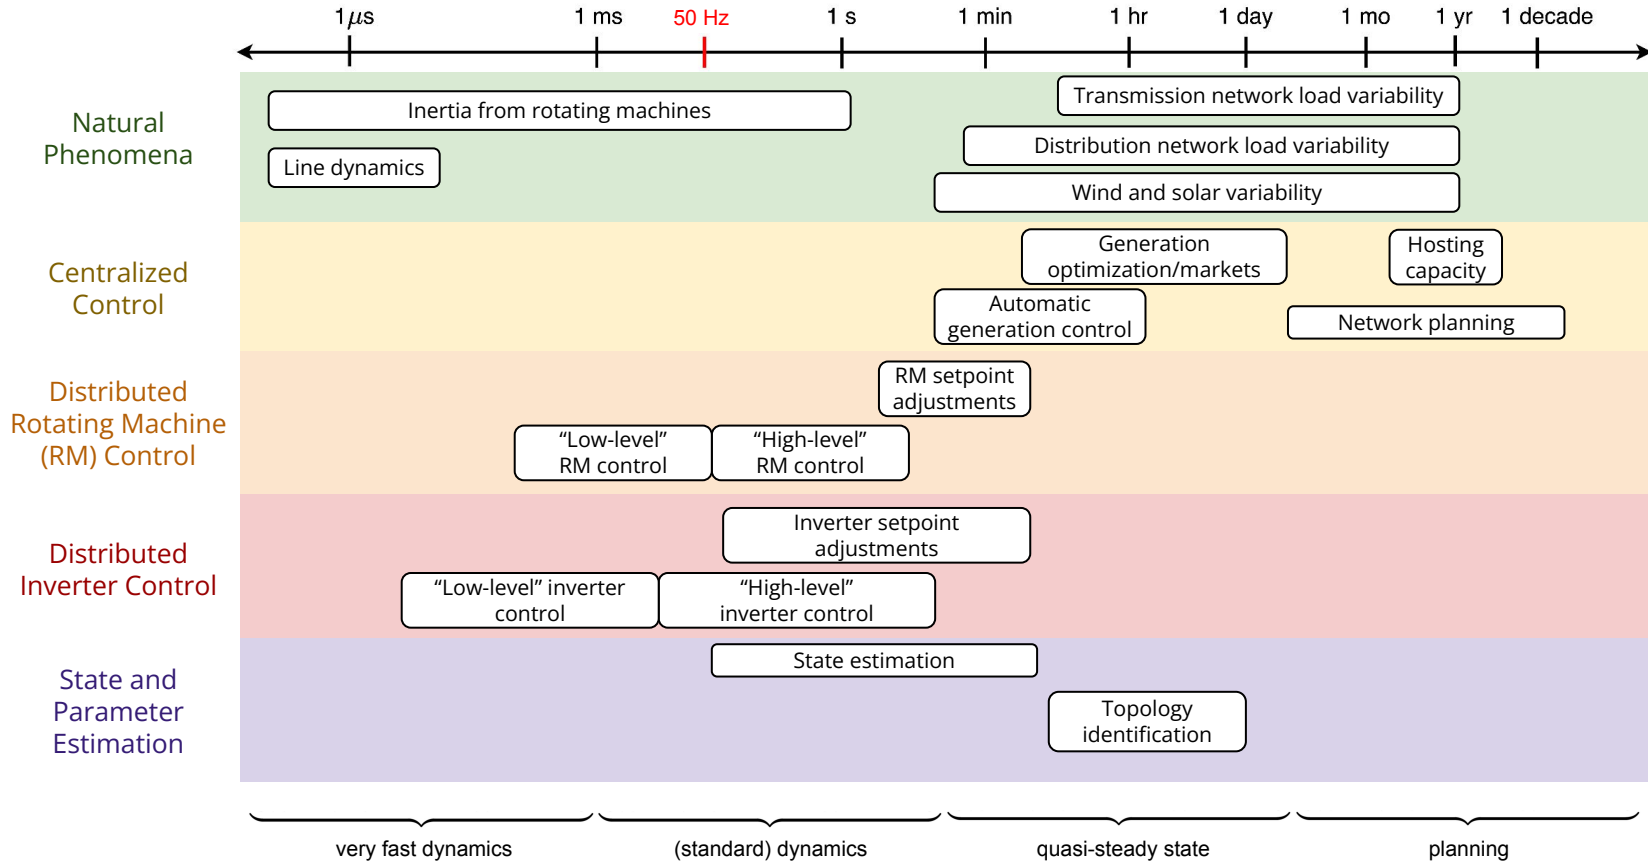 1 μs
1 ms
50 Hz
1 s
1 min
1 hr
1 day
1 mo
1 yr
1 decade
Natural
Phenomena
Inertia from rotating machines
Line dynamics
Transmission network load variability
Distribution network load variability
Wind and solar variability
Centralized
Control
Generation
optimization/markets
Hosting
capacity
Automatic
generation control
Network planning
Distributed
Rotating Machine
(RM) Control
RM setpoint
adjustments
“Low-level”
RM control
“High-level”
RM control
Distributed
Inverter Control
Inverter setpoint
adjustments
“Low-level” inverter
control
“High-level”
inverter control
State and
Parameter
Estimation
State estimation
Topology
identification
very fast dynamics
(standard) dynamics
quasi-steady state
planning